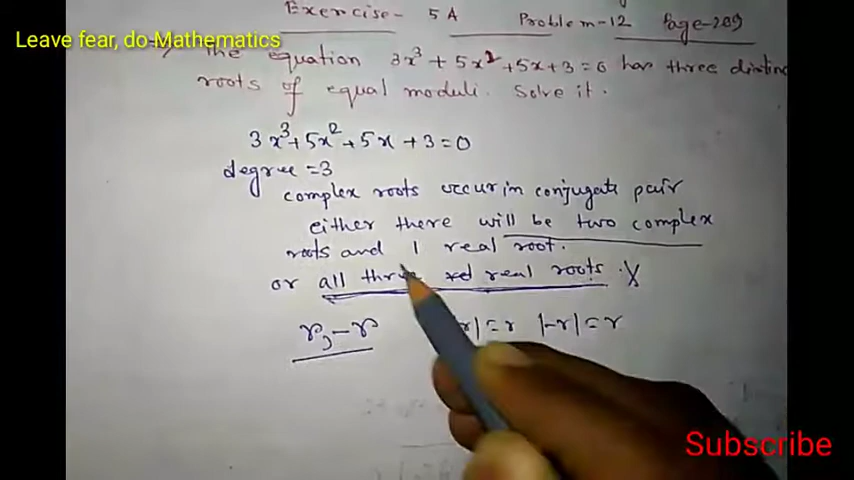 Exercise- 5A Problem-12 Page-209
Leave fear, do Mathematics
The equation 3x³ + 5x² + 5x + 3 = 0 has three distinc
roots of equal moduli. Solve it.
3x³ + 5x² + 5x + 3 = 0
degree = 3
complex roots occur in conjugate pair
either there will be two complex
roots and 1 real root.
or all three real roots. X
r, -r |r| = r |-r| = r
Subscribe